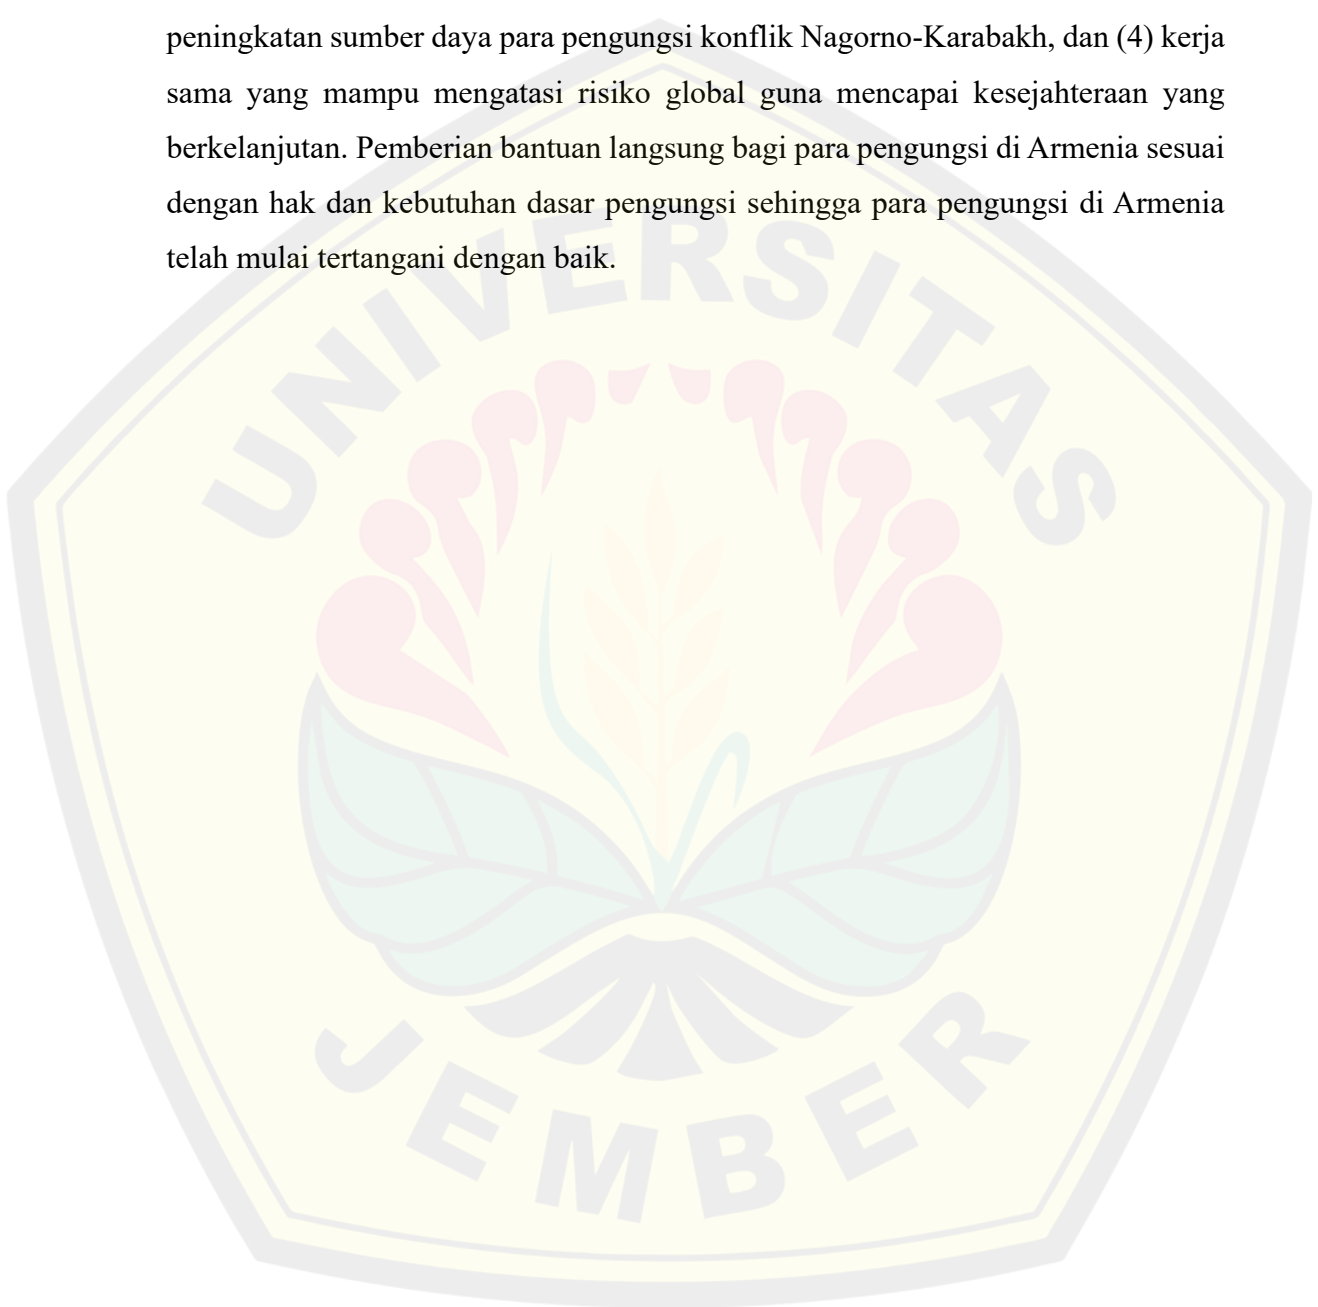 peningkatan sumber daya para pengungsi konflik Nagorno-Karabakh, dan (4) kerja
sama yang mampu mengatasi risiko global guna mencapai kesejahteraan yang
berkelanjutan. Pemberian bantuan langsung bagi para pengungsi di Armenia sesuai
dengan hak dan kebutuhan dasar pengungsi sehingga para pengungsi di Armenia
telah mulai tertangani dengan baik.
UNIVERSITAS
JEMBER